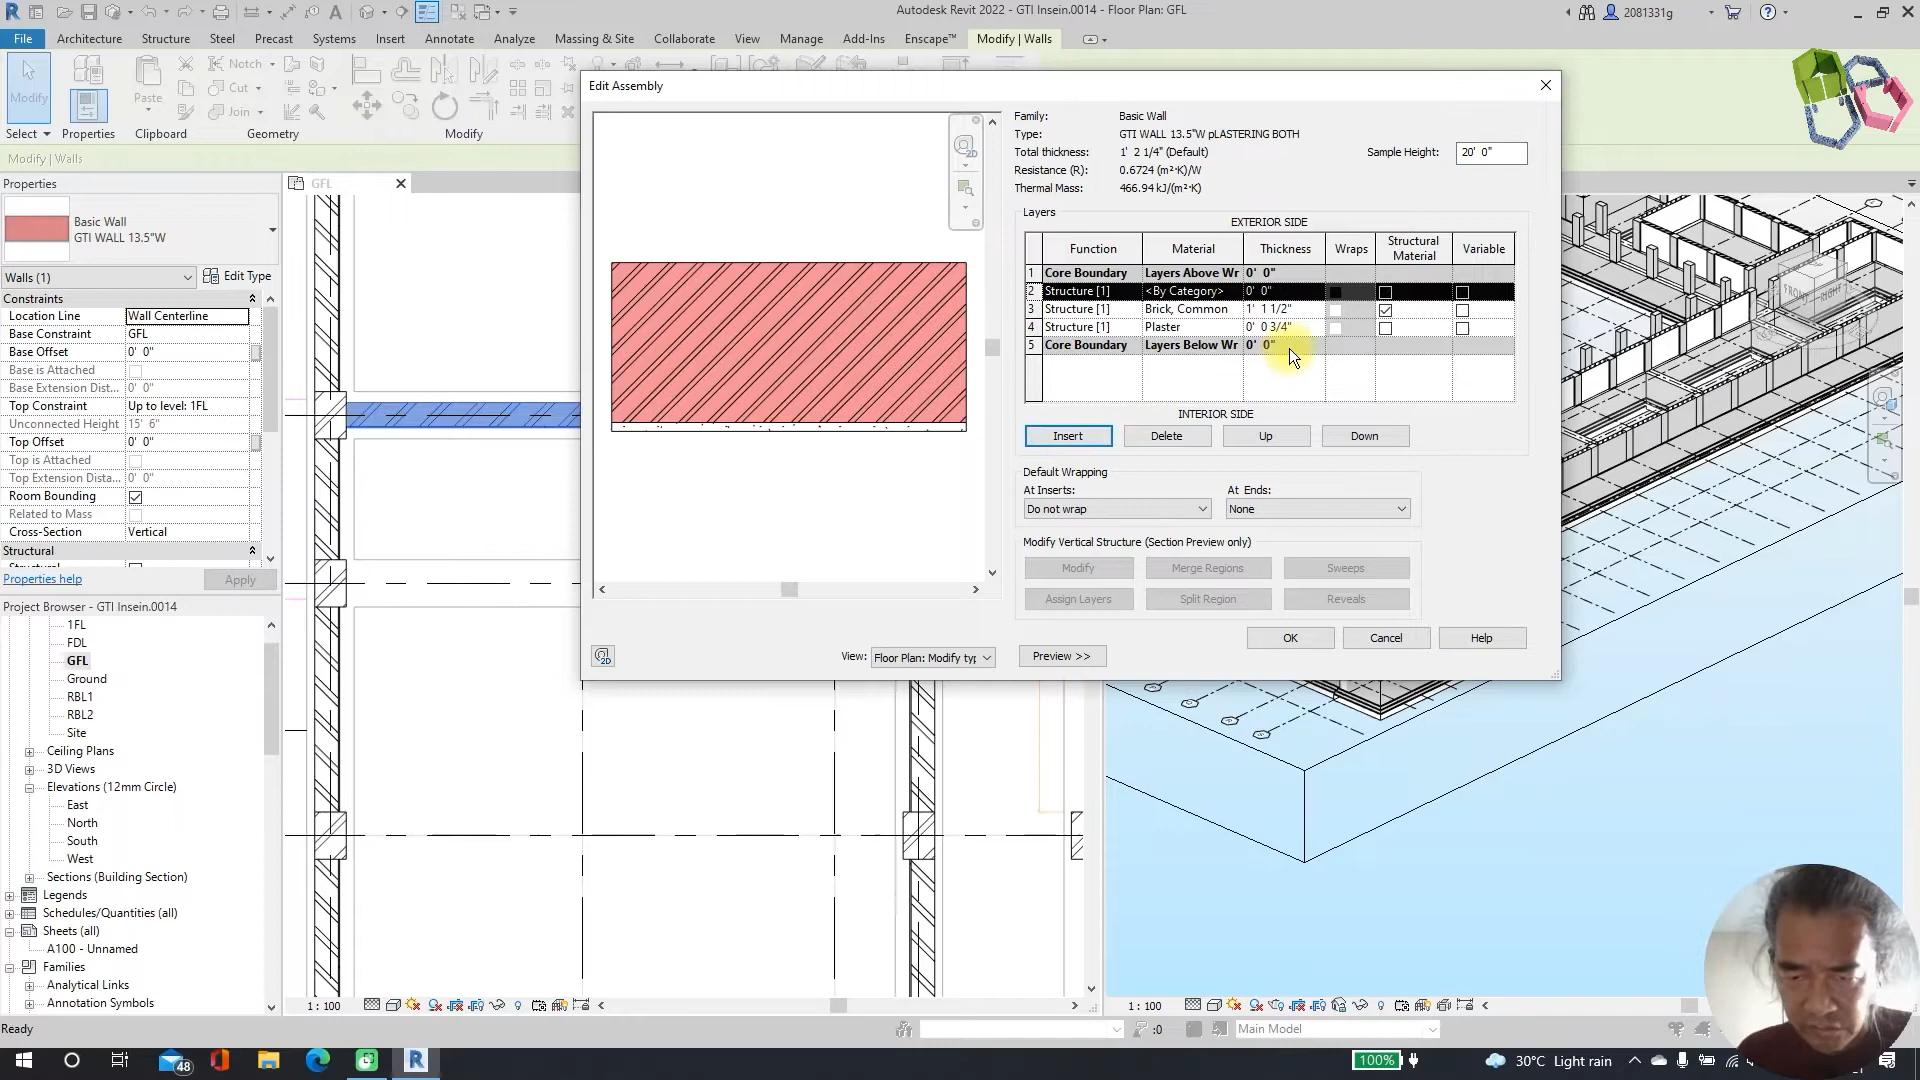 Autodesk Revit 2022 - GTI Insein.0014 - Floor Plan: GFL
2081331g
File Architecture Structure Steel Precast Systems Insert Annotate Analyze Massing & Site Collaborate View Manage Add-Ins Enscape™ Modify | Walls
Modify
Paste
Notch
Cut
Join
Select Properties Clipboard Geometry Modify
Modify | Walls
Properties
Basic Wall
GTI WALL 13.5"W
Walls (1) Edit Type
Constraints
Location Line Wall Centerline
Base Constraint GFL
Base Offset 0' 0"
Base is Attached
Base Extension Dist... 0' 0"
Top Constraint Up to level: 1FL
Unconnected Height 15' 6"
Top Offset 0' 0"
Top is Attached
Top Extension Dista... 0' 0"
Room Bounding
Related to Mass
Cross-Section Vertical
Structural
Properties help Apply
Project Browser - GTI Insein.0014
1FL
FDL
GFL
Ground
RBL1
RBL2
Site
Ceiling Plans
3D Views
Elevations (12mm Circle)
East
North
South
West
Sections (Building Section)
Legends
Schedules/Quantities (all)
Sheets (all)
A100 - Unnamed
Families
Analytical Links
Annotation Symbols
GFL
Edit Assembly
Family: Basic Wall
Type: GTI WALL 13.5"W pLASTERING BOTH
Total thickness: 1' 2 1/4" (Default)
Sample Height: 20' 0"
Resistance (R): 0.6724 (m²·K)/W
Thermal Mass: 466.94 kJ/(m²·K)
Layers
EXTERIOR SIDE
Function Material Thickness Wraps Structural Material Variable
1 Core Boundary Layers Above Wr 0' 0"
2 Structure [1] <By Category> 0' 0"
3 Structure [1] Brick, Common 1' 1 1/2"
4 Structure [1] Plaster 0' 0 3/4"
5 Core Boundary Layers Below Wr 0' 0"
INTERIOR SIDE
Insert Delete Up Down
Default Wrapping
At Inserts: At Ends:
Do not wrap None
Modify Vertical Structure (Section Preview only)
Modify Merge Regions Sweeps
Assign Layers Split Region Reveals
OK Cancel Help
View: Floor Plan: Modify typ Preview >>
2D
2D
FRONT RIGHT
1 : 100
1 : 100
Ready
:0
Main Model
48
100%
30°C Light rain